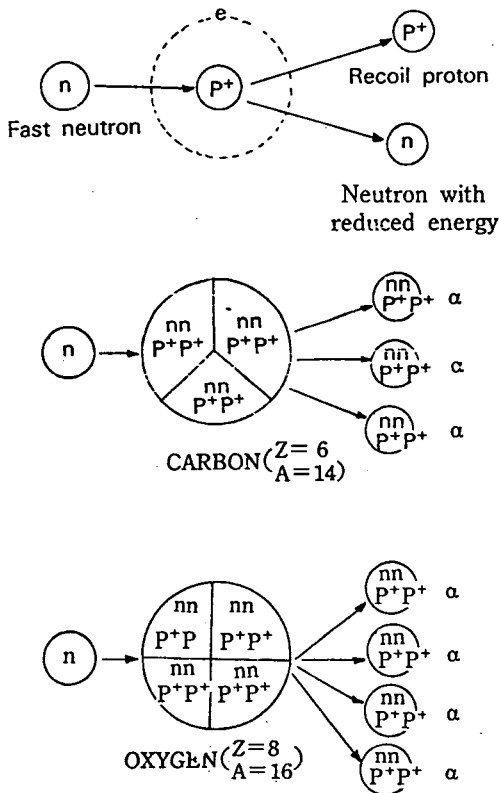 e
n
P⁺
P⁺
Fast neutron
Recoil proton
n
Neutron with
reduced energy
n
nn
P⁺P⁺
nn
P⁺P⁺
nn
P⁺P⁺
nn
P⁺P⁺ α
nn
P⁺P⁺ α
nn
P⁺P⁺ α
CARBON(Z= 6
A=14)
n
nn
P⁺P
nn
P⁺P⁺
nn
P⁺P⁺
nn
P⁺P⁺
nn
P⁺P⁺ α
nn
P⁺P⁺ α
nn
P⁺P⁺ α
nn
P⁺P⁺ α
OXYGEN(Z=8
A=16)